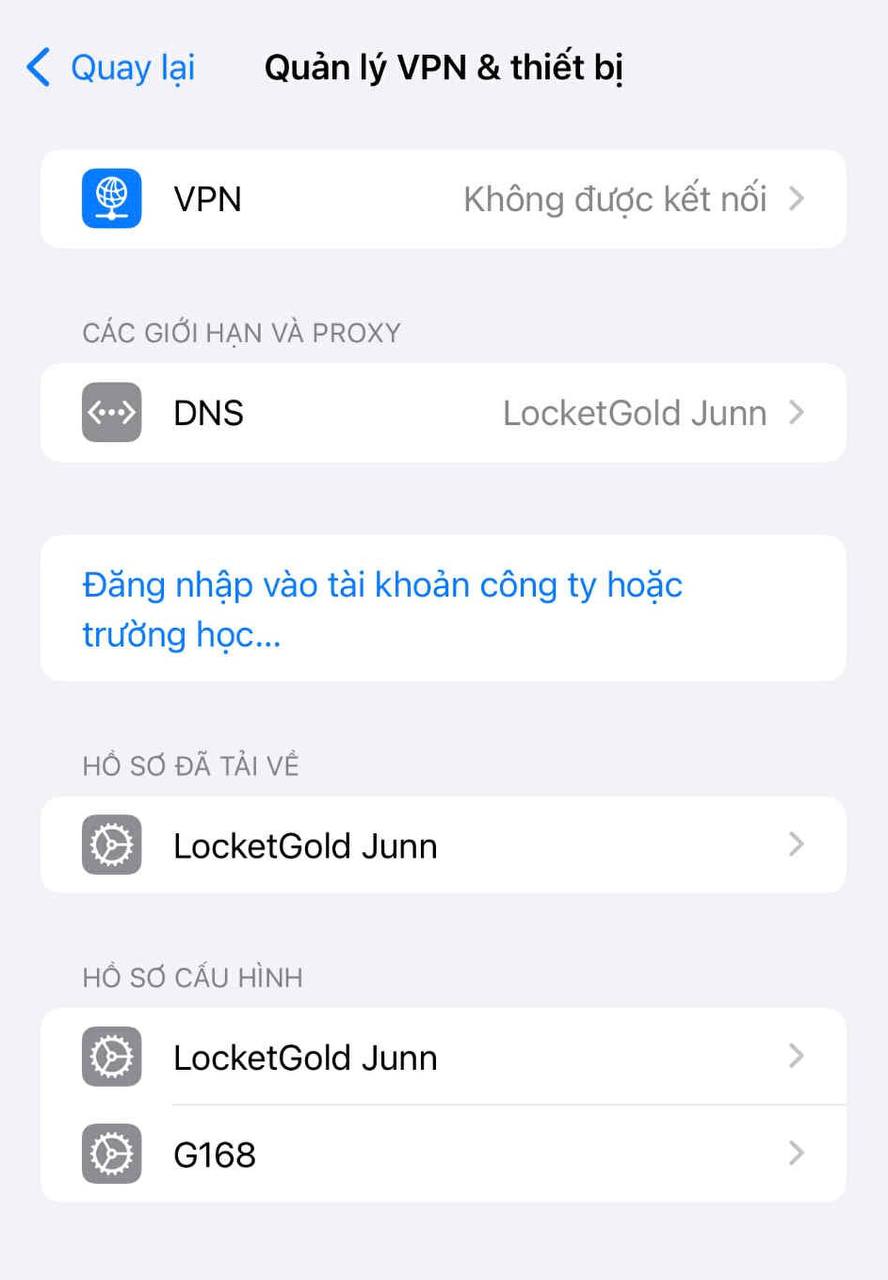 Quay lại
Quản lý VPN & thiết bị
VPN
Không được kết nối
CÁC GIỚI HẠN VÀ PROXY
DNS
LocketGold Junn
Đăng nhập vào tài khoản công ty hoặc
trường học...
HỒ SƠ ĐÃ TẢI VỀ
LocketGold Junn
HỒ SƠ CẤU HÌNH
LocketGold Junn
G168